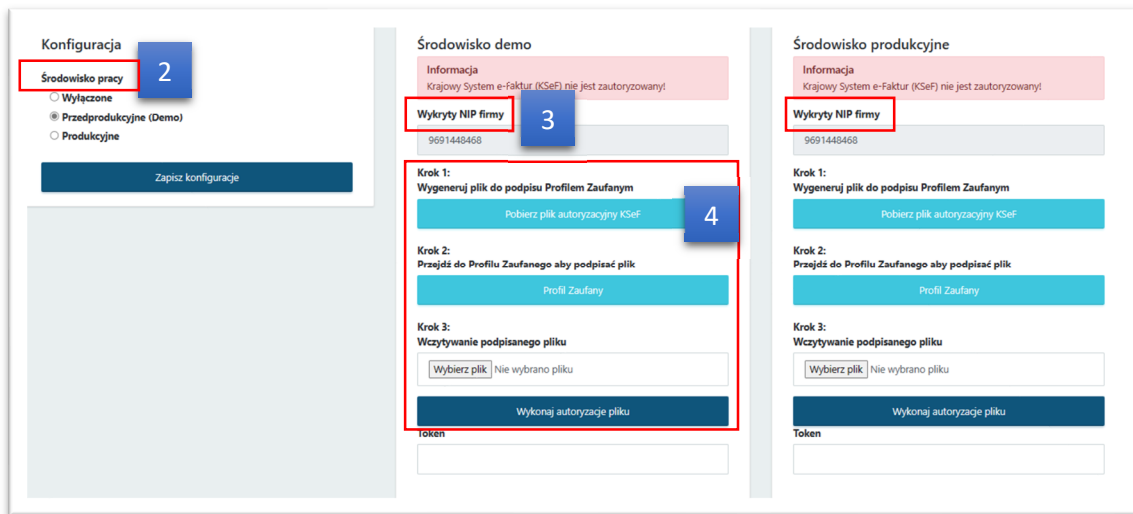 Konfiguracja
2
Środowisko pracy
Wyłączone
Przedprodukcyjne (Demo)
Produkcyjne
Zapisz konfiguracje
Środowisko demo
Informacja
Krajowy System e-Faktur (KSeF) nie jest zautoryzowany!
Wykryty NIP firmy
3
9691448468
Krok 1:
Wygeneruj plik do podpisu Profilem Zaufanym
4
Pobierz plik autoryzacyjny KSeF
Krok 2:
Przejdź do Profilu Zaufanego aby podpisać plik
Profil Zaufany
Krok 3:
Wczytywanie podpisanego pliku
Wybierz plik Nie wybrano pliku
Wykonaj autoryzacje pliku
Token
Środowisko produkcyjne
Informacja
Krajowy System e-Faktur (KSeF) nie jest zautoryzowany!
Wykryty NIP firmy
9691448468
Krok 1:
Wygeneruj plik do podpisu Profilem Zaufanym
Pobierz plik autoryzacyjny KSeF
Krok 2:
Przejdź do Profilu Zaufanego aby podpisać plik
Profil Zaufany
Krok 3:
Wczytywanie podpisanego pliku
Wybierz plik Nie wybrano pliku
Wykonaj autoryzacje pliku
Token